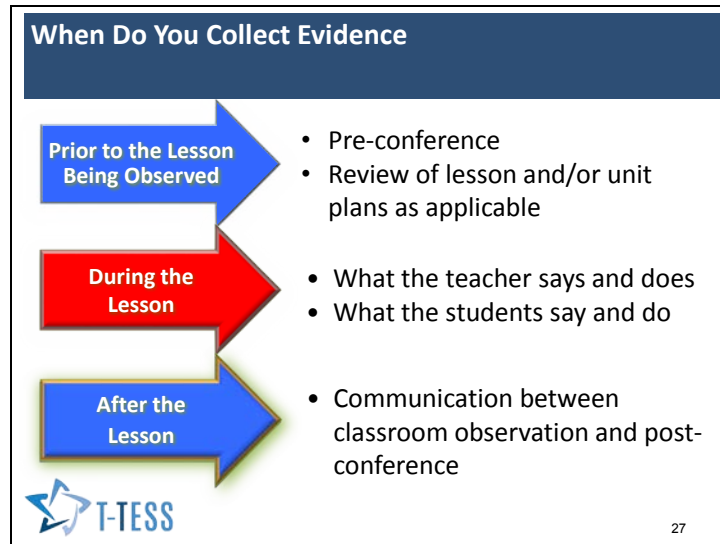 When Do You Collect Evidence
Prior to the Lesson
Being Observed
• Pre-conference
• Review of lesson and/or unit
plans as applicable
During the
Lesson
• What the teacher says and does
• What the students say and do
After the
Lesson
• Communication between
classroom observation and post-
conference
T-TESS
27